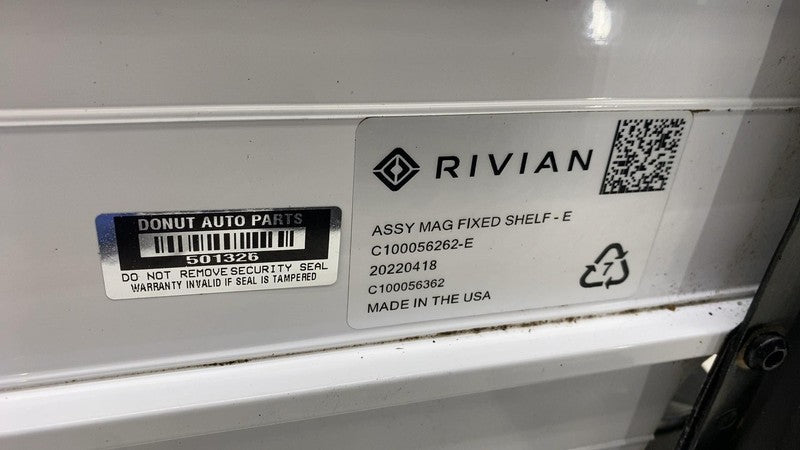 DONUT AUTO PARTS
501326
DO NOT REMOVE SECURITY SEAL
WARRANTY INVALID IF SEAL IS TAMPERED
RIVIAN
ASSY MAG FIXED SHELF - E
C100056262-E
20220418
C100056362
MADE IN THE USA
7